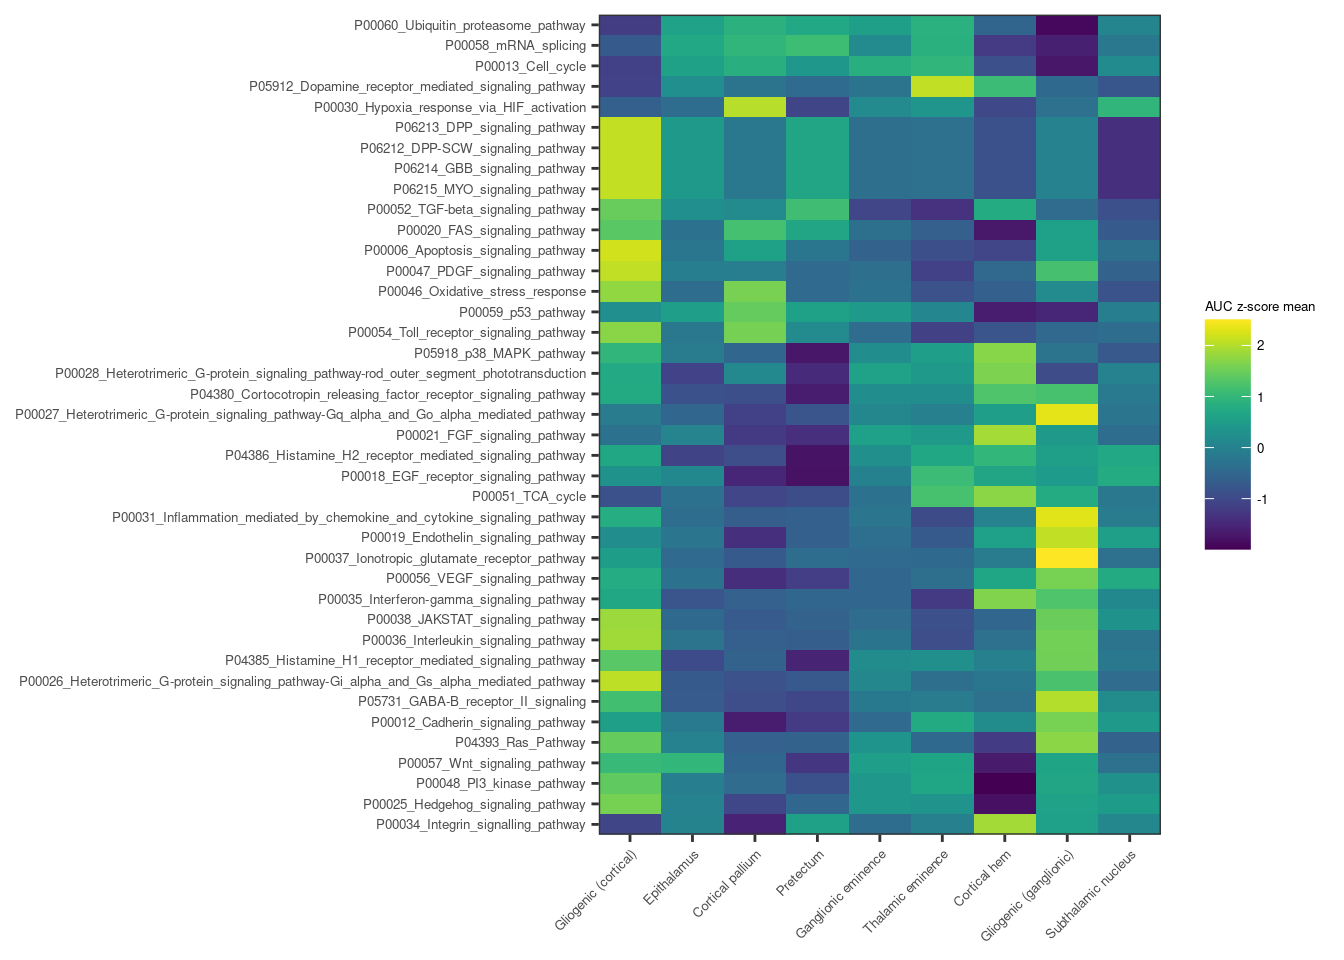 P00060_Ubiquitin_proteasome_pathway
P00058_mRNA_splicing
P00013_Cell_cycle
P05912_Dopamine_receptor_mediated_signaling_pathway
P00030_Hypoxia_response_via_HIF_activation
P06213_DPP_signaling_pathway
P06212_DPP-SCW_signaling_pathway
P06214_GBB_signaling_pathway
P06215_MYO_signaling_pathway
P00052_TGF-beta_signaling_pathway
P00020_FAS_signaling_pathway
P00006_Apoptosis_signaling_pathway
P00047_PDGF_signaling_pathway
P00046_Oxidative_stress_response
P00059_p53_pathway
P00054_Toll_receptor_signaling_pathway
P05918_p38_MAPK_pathway
P00028_Heterotrimeric_G-protein_signaling_pathway-rod_outer_segment_phototransduction
P04380_Cortocotropin_releasing_factor_receptor_signaling_pathway
P00027_Heterotrimeric_G-protein_signaling_pathway-Gq_alpha_and_Go_alpha_mediated_pathway
P00021_FGF_signaling_pathway
P04386_Histamine_H2_receptor_mediated_signaling_pathway
P00018_EGF_receptor_signaling_pathway
P00051_TCA_cycle
P00031_Inflammation_mediated_by_chemokine_and_cytokine_signaling_pathway
P00019_Endothelin_signaling_pathway
P00037_Ionotropic_glutamate_receptor_pathway
P00056_VEGF_signaling_pathway
P00035_Interferon-gamma_signaling_pathway
P00038_JAKSTAT_signaling_pathway
P00036_Interleukin_signaling_pathway
P04385_Histamine_H1_receptor_mediated_signaling_pathway
P00026_Heterotrimeric_G-protein_signaling_pathway-Gi_alpha_and_Gs_alpha_mediated_pathway
P05731_GABA-B_receptor_II_signaling
P00012_Cadherin_signaling_pathway
P04393_Ras_Pathway
P00057_Wnt_signaling_pathway
P00048_PI3_kinase_pathway
P00025_Hedgehog_signaling_pathway
P00034_Integrin_signalling_pathway
Gliogenic (cortical)
Epithalamus
Cortical pallium
Pretectum
Ganglionic eminence
Thalamic eminence
Cortical hem
Gliogenic (ganglionic)
Subthalamic nucleus
AUC z-score mean
2
1
0
-1